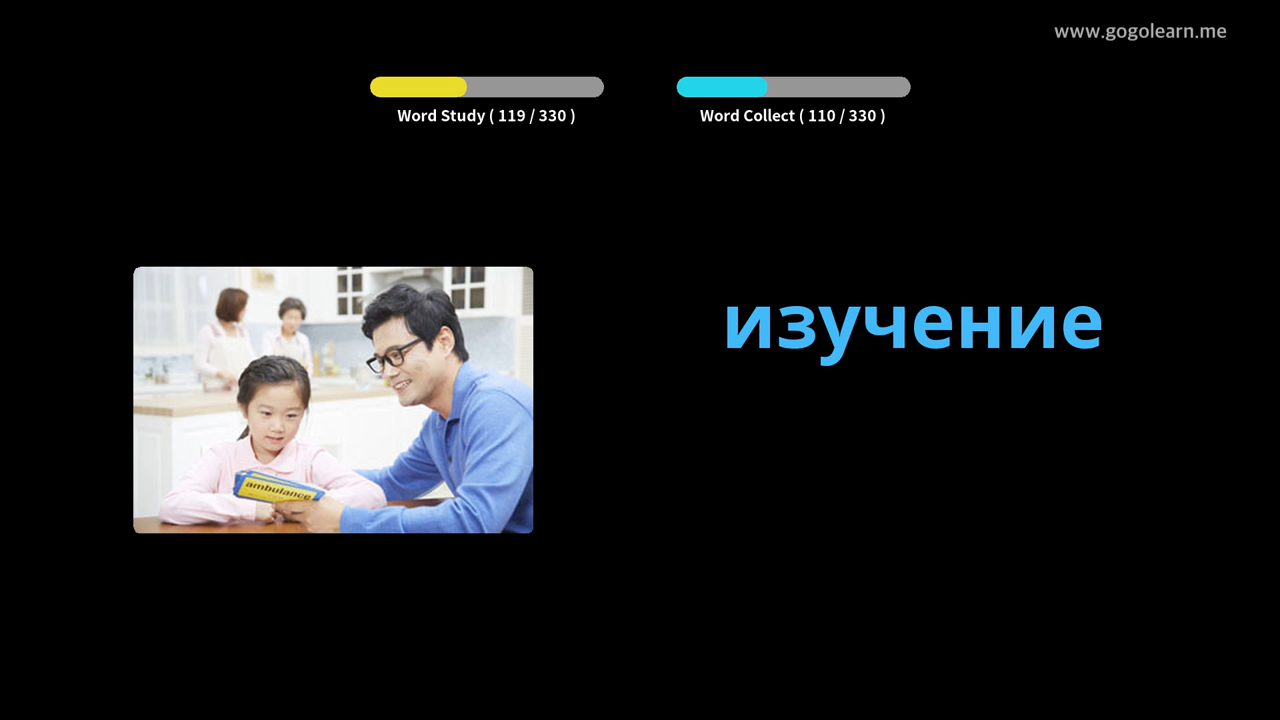 www.gogolearn.me
Word Study ( 119 / 330 )
Word Collect ( 110 / 330 )
изучение
ambulance